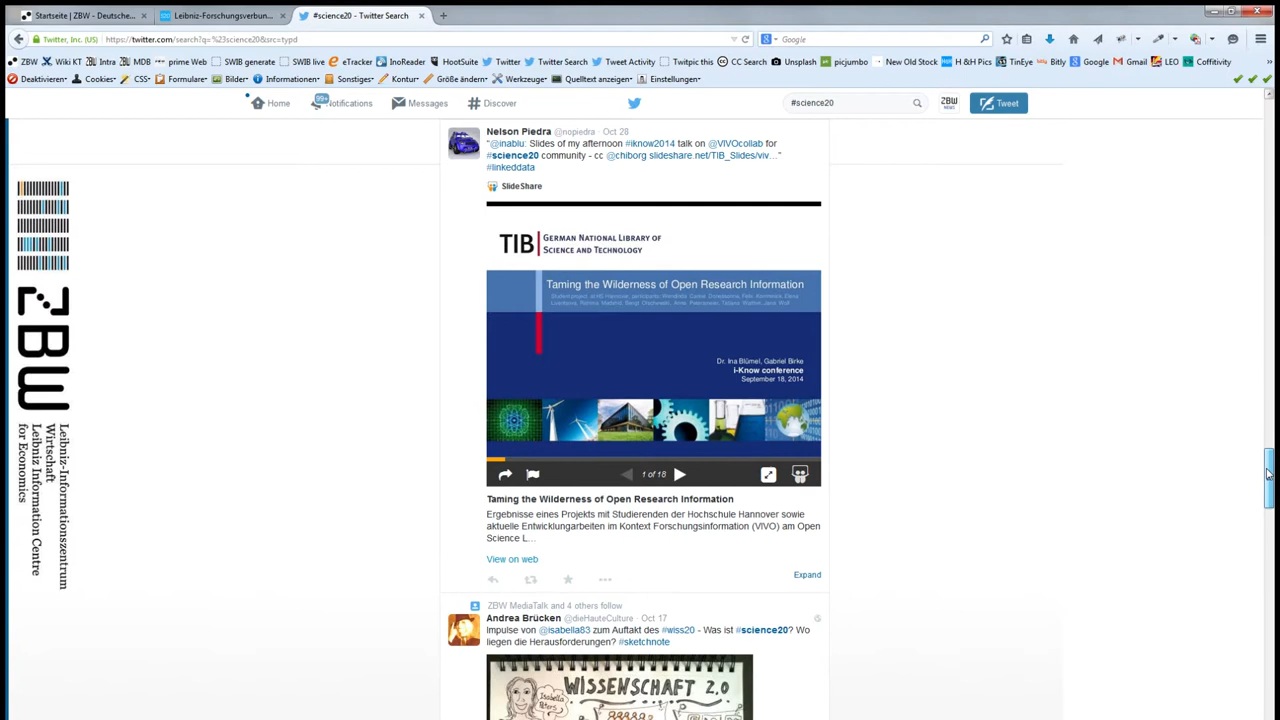 Startseite | ZBW - Deutsche...
Leibniz-Forschungsverbun...
#science20 - Twitter Search
Twitter, Inc. (US)
https://twitter.com/search?q=%23science20&src=typd
Google
ZBW
Wiki KT
Intra
MDB
prime Web
SWIB generate
SWIB live
eTracker
InoReader
HootSuite
Twitter
Twitter Search
Tweet Activity
Twitpic this
CC Search
Unsplash
picjumbo
New Old Stock
H &H Pics
TinEye
Bitly
Google
Gmail
LEO
Coffitivity
Deaktivieren
Cookies
CSS
Formulare
Bilder
Informationen
Sonstiges
Kontur
Größe ändern
Werkzeuge
Quelltext anzeigen
Einstellungen
Home
99+
Notifications
Messages
Discover
#science20
ZBW
Tweet
Nelson Piedra @nopiedra · Oct 28
"@inablu: Slides of my afternoon #iknow2014 talk on @VIVOcollab for
#science20 community - cc @chiborg slideshare.net/TIB_Slides/viv…"
#linkeddata
SlideShare
TIB
GERMAN NATIONAL LIBRARY OF
SCIENCE AND TECHNOLOGY
Taming the Wilderness of Open Research Information
Dr. Ina Blümel, Gabriel Birke
i-Know conference
September 18, 2014
1 of 18
Taming the Wilderness of Open Research Information
Ergebnisse eines Projekts mit Studierenden der Hochschule Hannover sowie
aktuelle Entwicklungarbeiten im Kontext Forschungsinformation (VIVO) am Open
Science L...
View on web
Expand
ZBW MediaTalk and 4 others follow
Andrea Brücken @dieHauteCulture · Oct 17
Impulse von @isabella83 zum Auftakt des #wiss20 - Was ist #science20? Wo
liegen die Herausforderungen? #sketchnote
WISSENSCHAFT 2.0
Isabella
Peters
ZBW
Leibniz-Informationszentrum
Wirtschaft
Leibniz Information Centre
for Economics